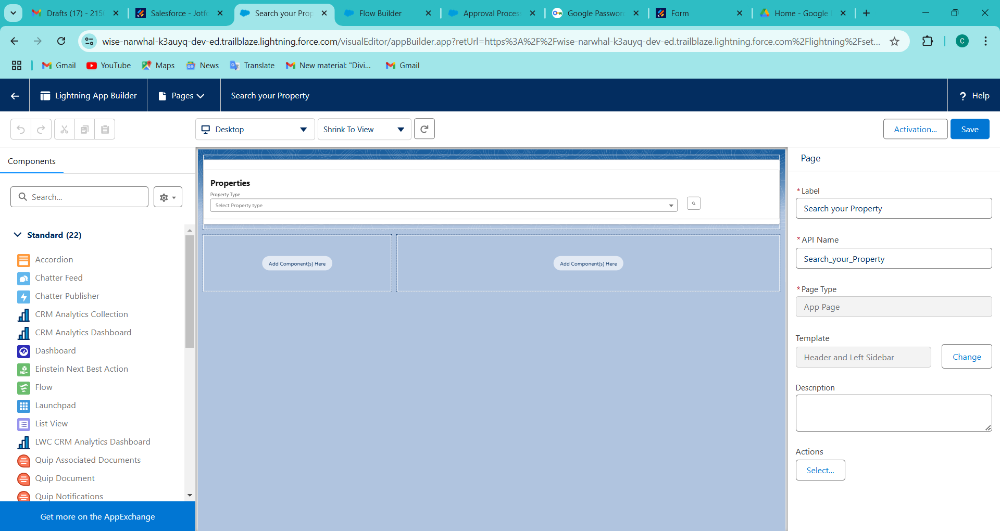 Drafts (17) - 215
Salesforce - Jotfo
Search your Prop
Flow Builder
Approval Process
Google Password
Form
Home - Google
wise-narwhal-k3auyq-dev-ed.trailblaze.lightning.force.com/visualEditor/appBuilder.app?retUrl=https%3A%2F%2Fwise-narwhal-k3auyq-dev-ed.trailblaze.lightning.force.com%2Flightning%2Fset...
C
Gmail
YouTube
Maps
News
Translate
New material: "Divi...
Gmail
Lightning App Builder
Pages
Search your Property
? Help
Desktop
Shrink To View
Activation...
Save
Components
Search...
Standard (22)
Accordion
Chatter Feed
Chatter Publisher
CRM Analytics Collection
CRM Analytics Dashboard
Dashboard
Einstein Next Best Action
Flow
Launchpad
List View
LWC CRM Analytics Dashboard
Quip Associated Documents
Quip Document
Quip Notifications
Get more on the AppExchange
Properties
Property Type
Select Property type
Add Component(s) Here
Add Component(s) Here
Page
*Label
Search your Property
*API Name
Search_your_Property
*Page Type
App Page
Template
Header and Left Sidebar
Change
Description
Actions
Select...